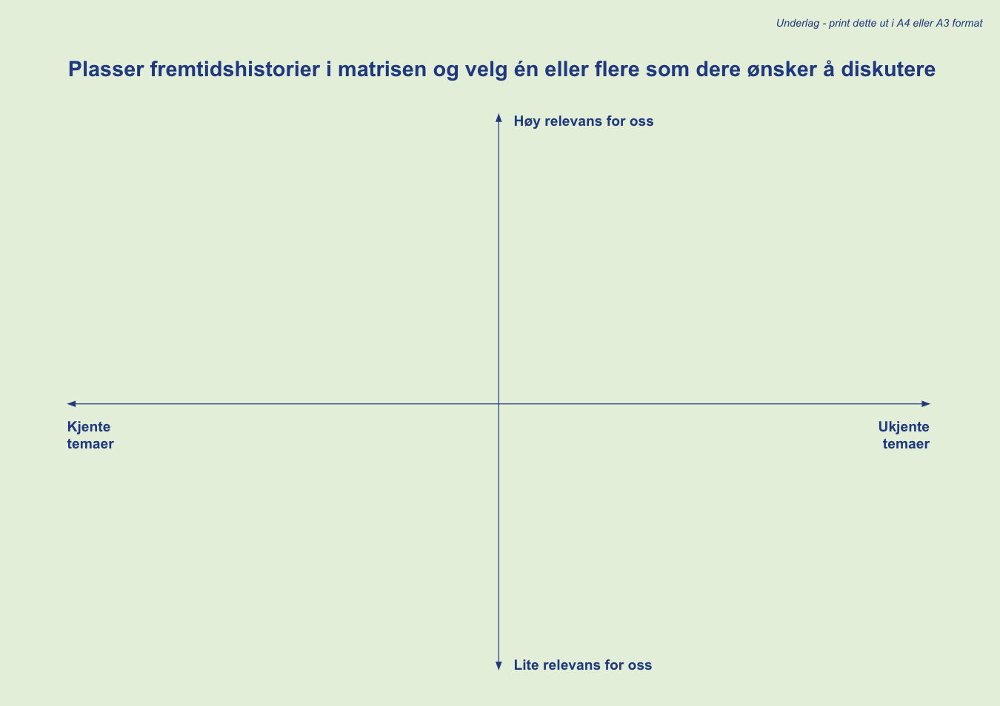 Underlag - print dette ut i A4 eller A3 format
Plasser fremtidshistorier i matrisen og velg én eller flere som dere ønsker å diskutere
Høy relevans for oss
Kjente
temaer
Ukjente
temaer
Lite relevans for oss